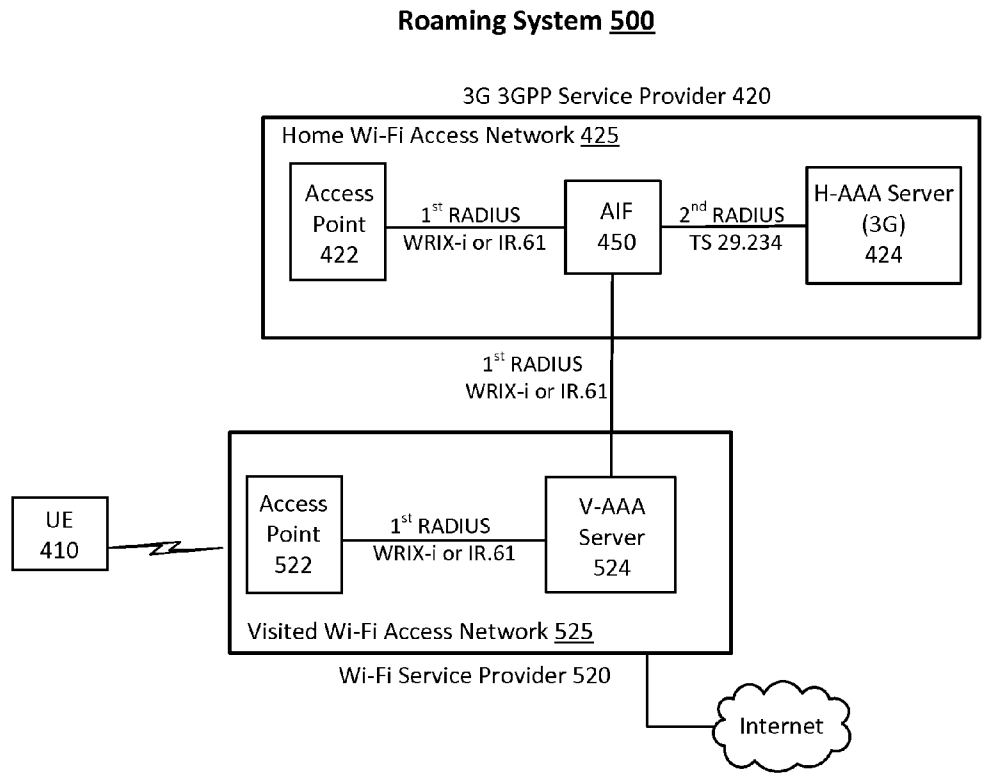 Roaming System 500
3G 3GPP Service Provider 420
Home Wi-Fi Access Network 425
Access
Point
422
1st RADIUS
WRIX-i or IR.61
AIF
450
2nd RADIUS
TS 29.234
H-AAA Server
(3G)
424
1st RADIUS
WRIX-i or IR.61
UE
410
Access
Point
522
1st RADIUS
WRIX-i or IR.61
V-AAA
Server
524
Visited Wi-Fi Access Network 525
Wi-Fi Service Provider 520
Internet